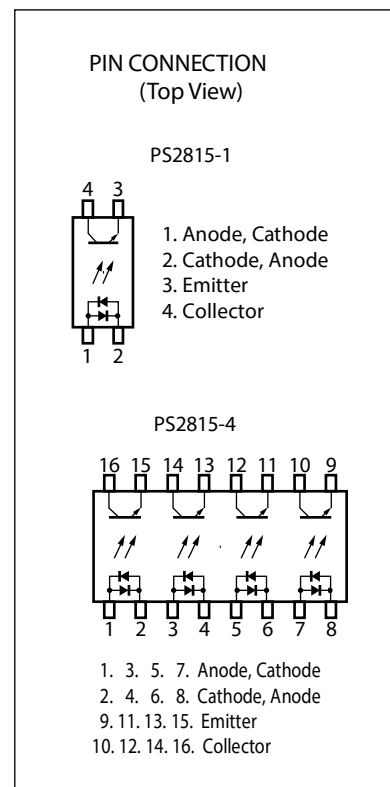 PIN CONNECTION
(Top View)
PS2815-1
4 3
1. Anode, Cathode
2. Cathode, Anode
3. Emitter
4. Collector
1 2
PS2815-4
16 15 14 13 12 11 10 9
1 2 3 4 5 6 7 8
1. 3. 5. 7. Anode, Cathode
2. 4. 6. 8. Cathode, Anode
9. 11. 13. 15. Emitter
10. 12. 14. 16. Collector